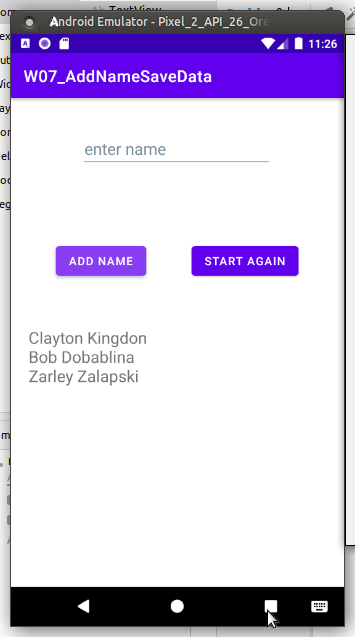 Android Emulator - Pixel_2_API_26_Ore
11:26
W07_AddNameSaveData
enter name
ADD NAME
START AGAIN
Clayton Kingdon
Bob Dobablina
Zarley Zalapski